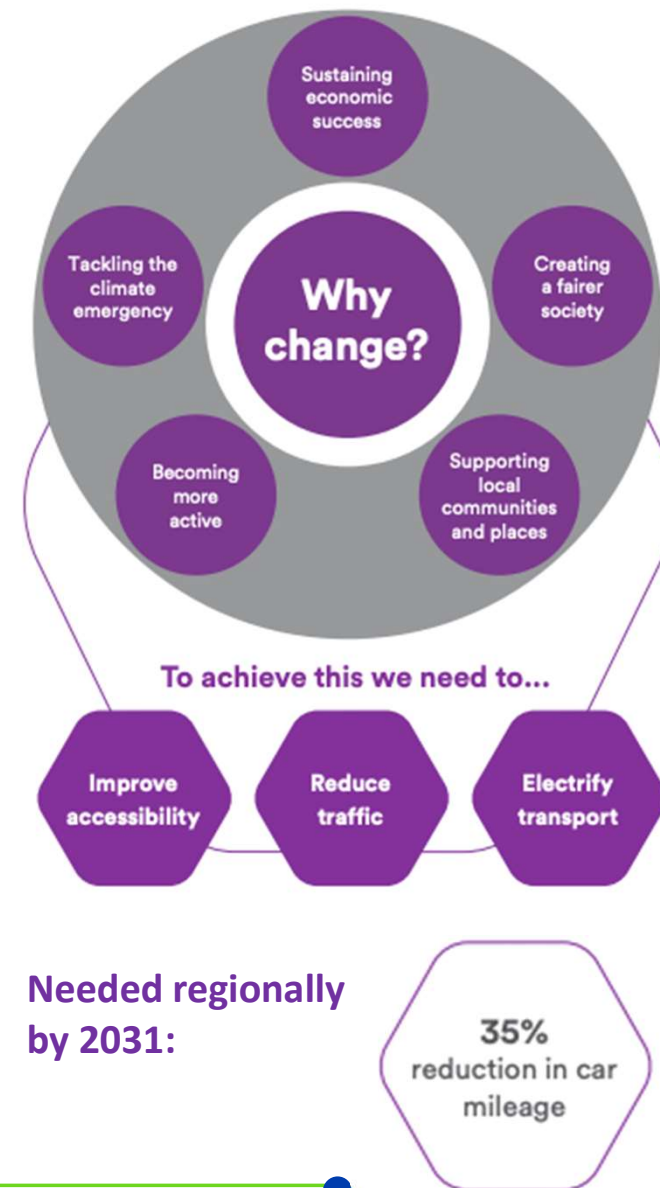 Sustaining
economic
success
Tackling the
climate
emergency
Why
change?
Creating
a fairer
society
Becoming
more
active
Supporting
local
communities
and places
To achieve this we need to...
Improve
accessibility
Reduce
traffic
Electrify
transport
Needed regionally
by 2031:
35%
reduction in car
mileage